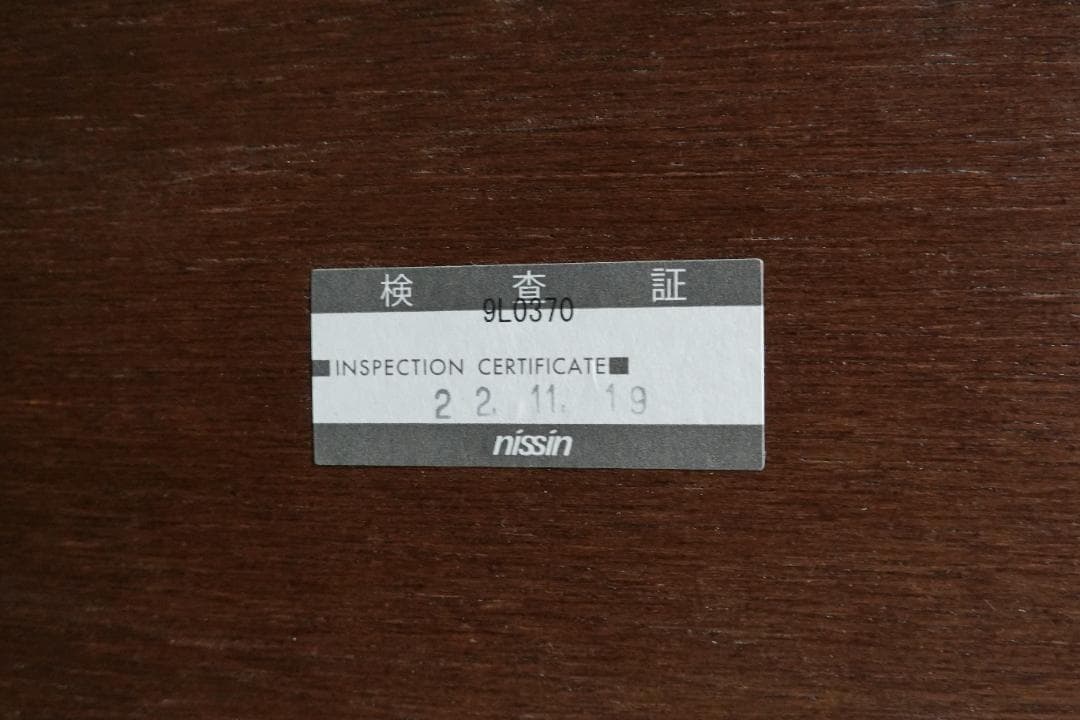 検 査 証
9L0370
■INSPECTION CERTIFICATE■
22.11.19
nissin